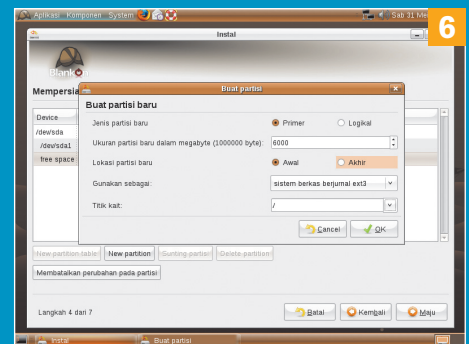 Aplikasi Komponen System
Sab 31 Me
6
Instal
BlankOn
Mempersia
Buat partisi
Buat partisi baru
Jenis partisi baru
Primer
Logikal
Ukuran partisi baru dalam megabyte (1000000 byte):
6000
Lokasi partisi baru
Awal
Akhir
Gunakan sebagai:
sistem berkas berjurnal ext3
Titik kait:
/
Cancel
OK
Device
/dev/sda
/dev/sda1
free space
New partition table
New partition
Sunting partisi
Delete partition
Membatalkan perubahan pada partisi
Langkah 4 dari 7
Batal
Kembali
Maju
Instal
Buat partisi